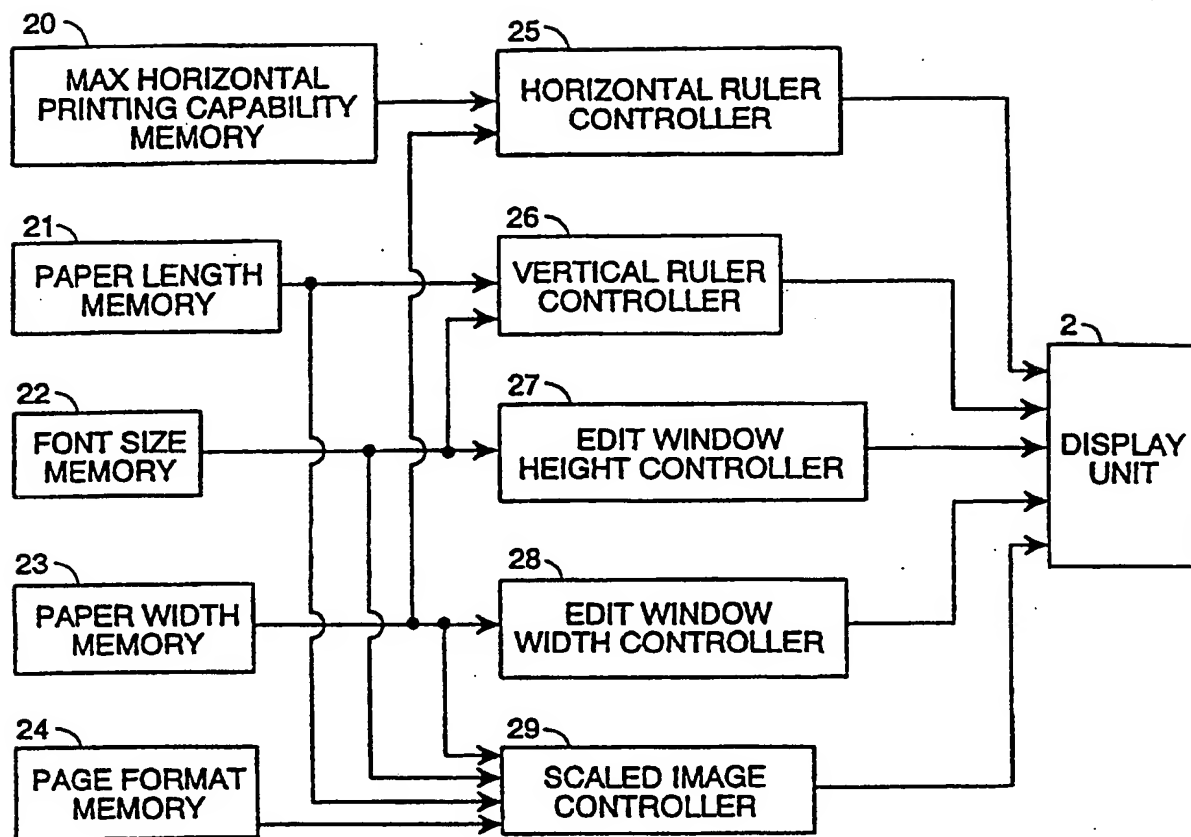 20
MAX HORIZONTAL
PRINTING CAPABILITY
MEMORY
25
HORIZONTAL RULER
CONTROLLER
21
PAPER LENGTH
MEMORY
26
VERTICAL RULER
CONTROLLER
2
DISPLAY
UNIT
22
FONT SIZE
MEMORY
27
EDIT WINDOW
HEIGHT CONTROLLER
23
PAPER WIDTH
MEMORY
28
EDIT WINDOW
WIDTH CONTROLLER
24
PAGE FORMAT
MEMORY
29
SCALED IMAGE
CONTROLLER